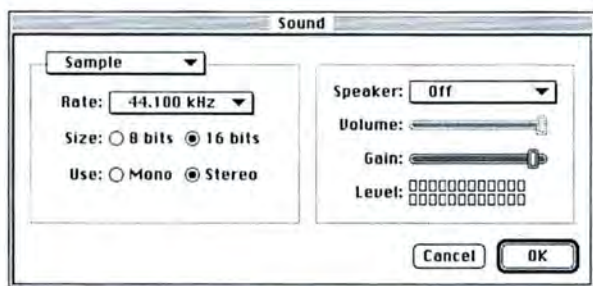 Sound
Sample
Rate: 44.100 kHz
Size: 8 bits 16 bits
Use: Mono Stereo
Speaker: Off
Volume:
Gain:
Level:
Cancel OK